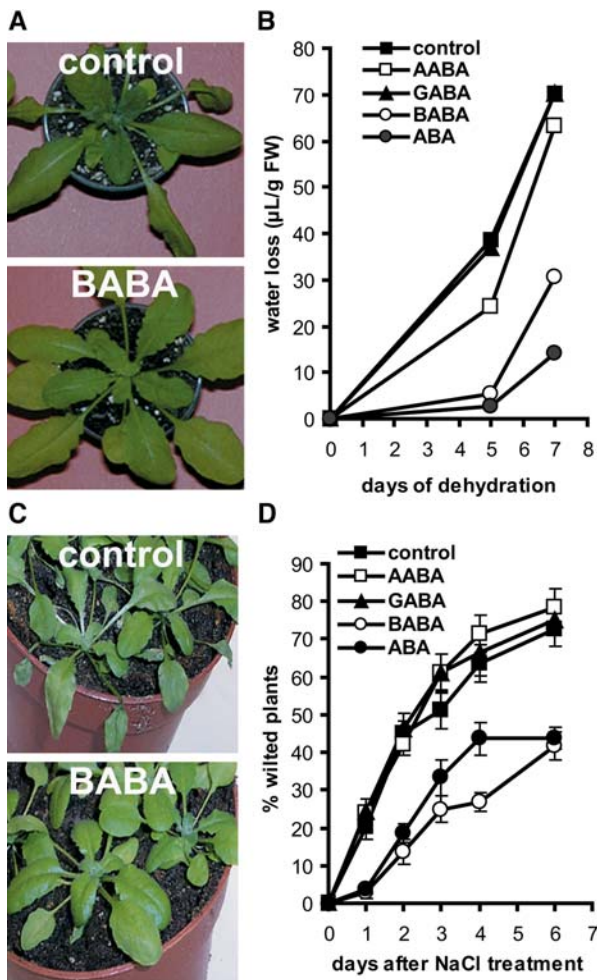 A
control
BABA
B
80
70
60
50
40
30
20
10
0
0 1 2 3 4 5 6 7 8
water loss (µL/g FW)
days of dehydration
control
AABA
GABA
BABA
ABA
C
control
BABA
D
90
80
70
60
50
40
30
20
10
0
0 1 2 3 4 5 6 7
% wilted plants
days after NaCl treatment
control
AABA
GABA
BABA
ABA